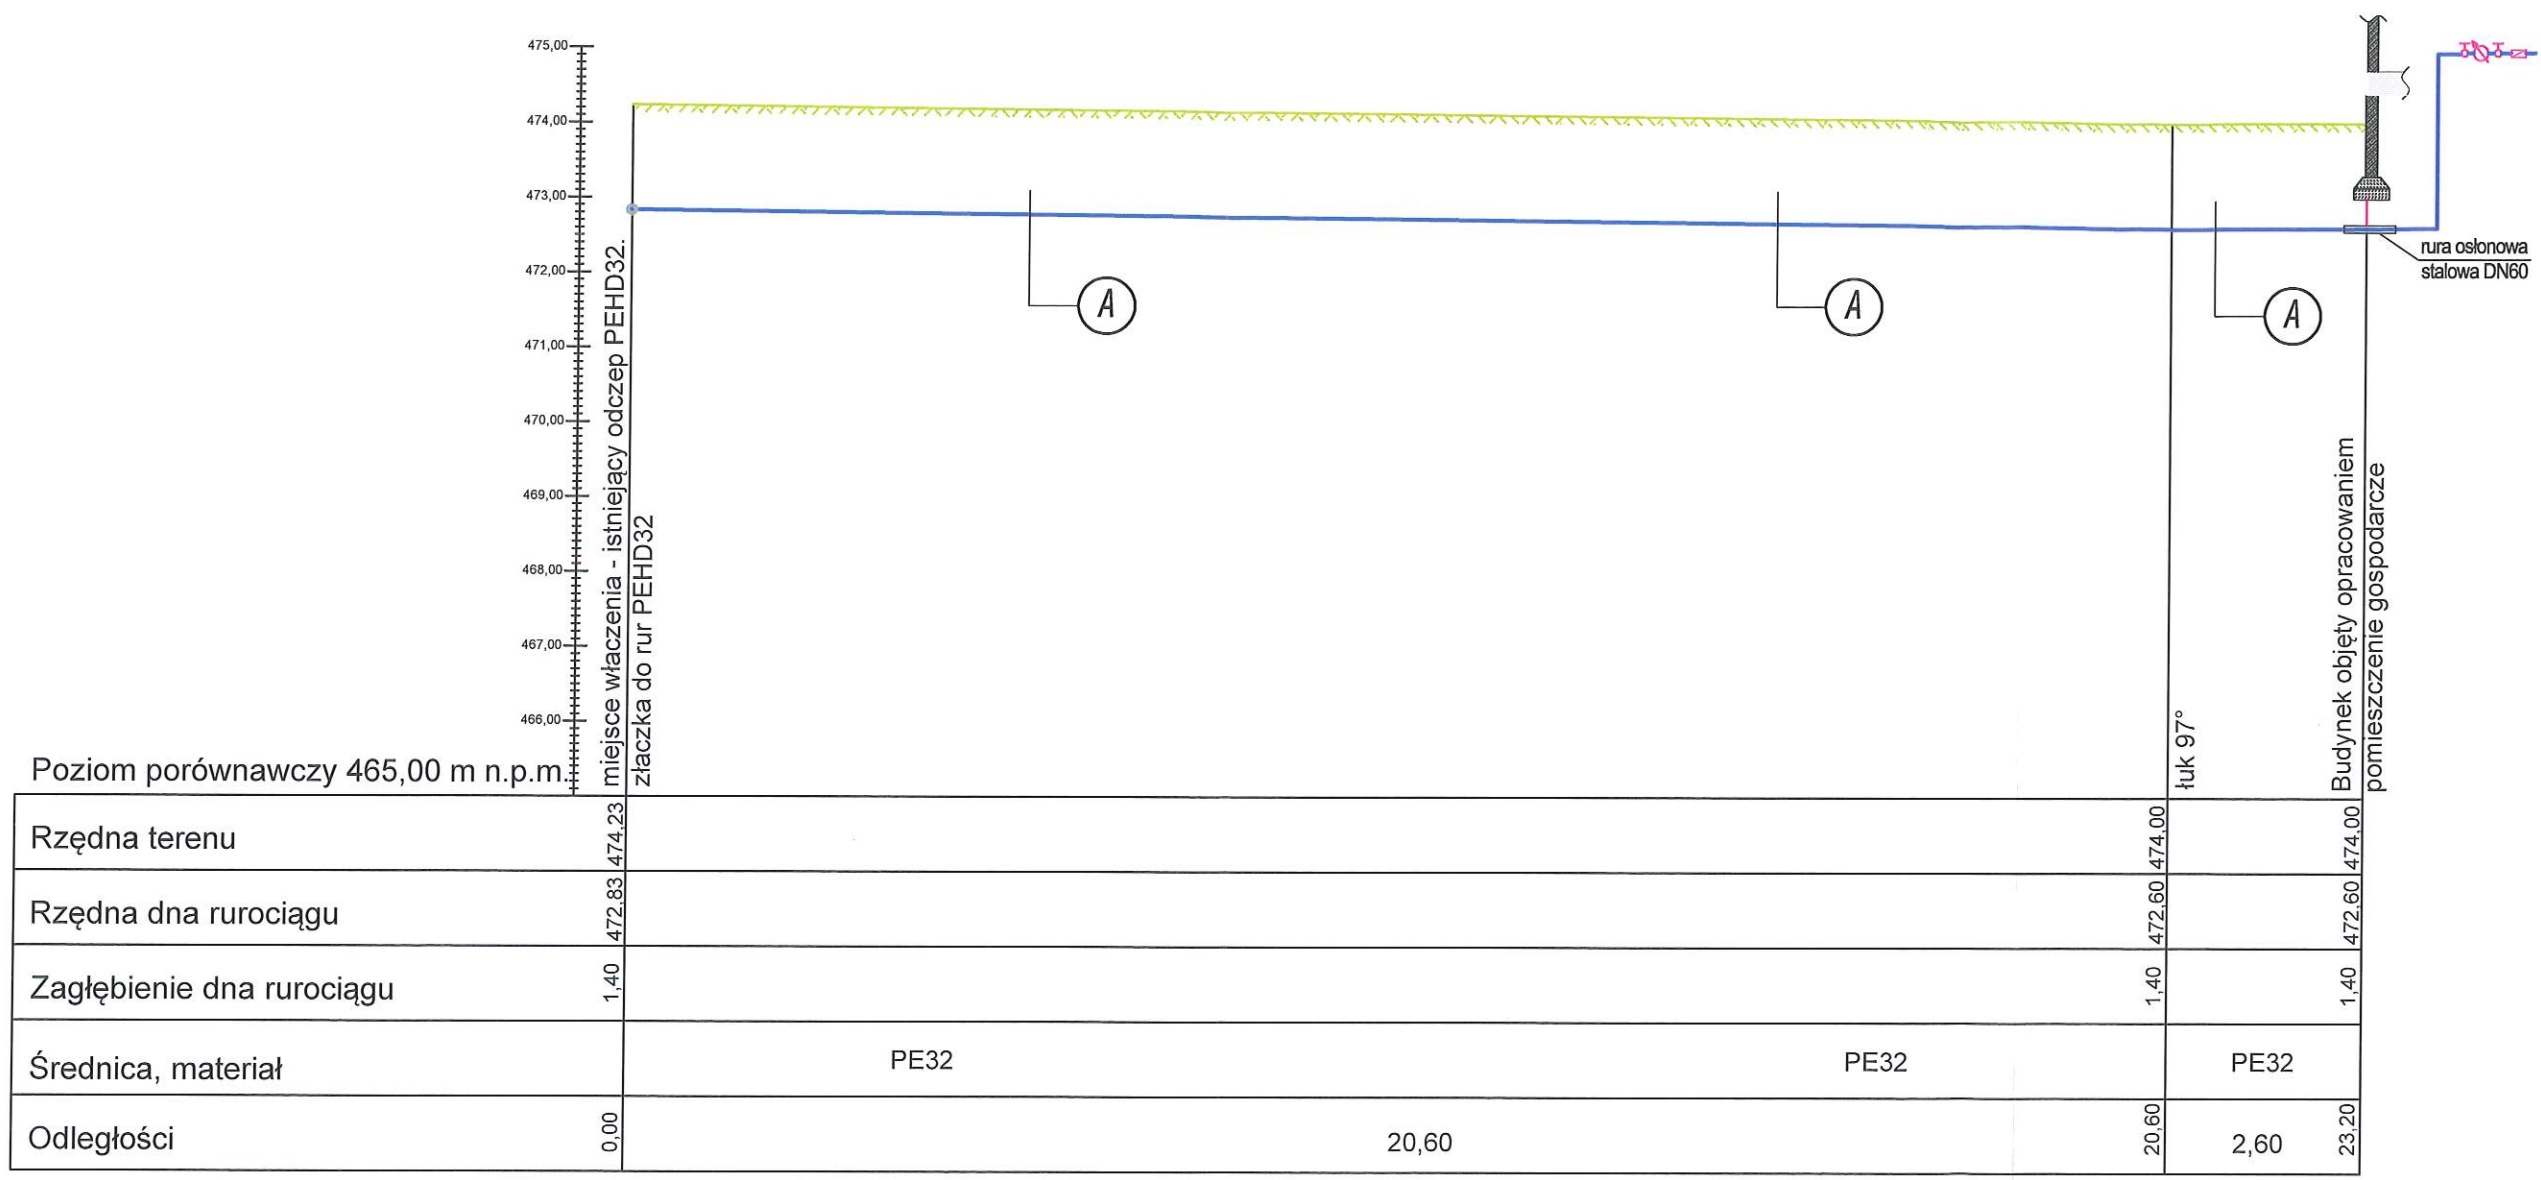 475,00
474,00
473,00
472,00
471,00
470,00
469,00
468,00
467,00
466,00
miejsce właczenia - istniejący odczep PEHD32.
złaczka do rur PEHD32
A
A
A
rura osłonowa
stalowa DN60
łuk 97°
Budynek objęty opracowaniem
pomieszczenie gospodarcze
Poziom porównawczy 465,00 m n.p.m.
Rzędna terenu 474,23 474,00 474,00
Rzędna dna rurociągu 472,83 472,60 472,60
Zagłębienie dna rurociągu 1,40 1,40 1,40
Średnica, materiał PE32 PE32 PE32
Odległości 0,00 20,60 20,60 2,60 23,20